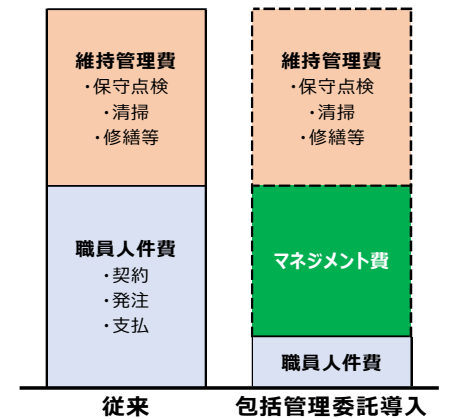 維持管理費
・保守点検
・清掃
・修繕等
職員人件費
・契約
・発注
・支払
従来
維持管理費
・保守点検
・清掃
・修繕等
マネジメント費
職員人件費
包括管理委託導入